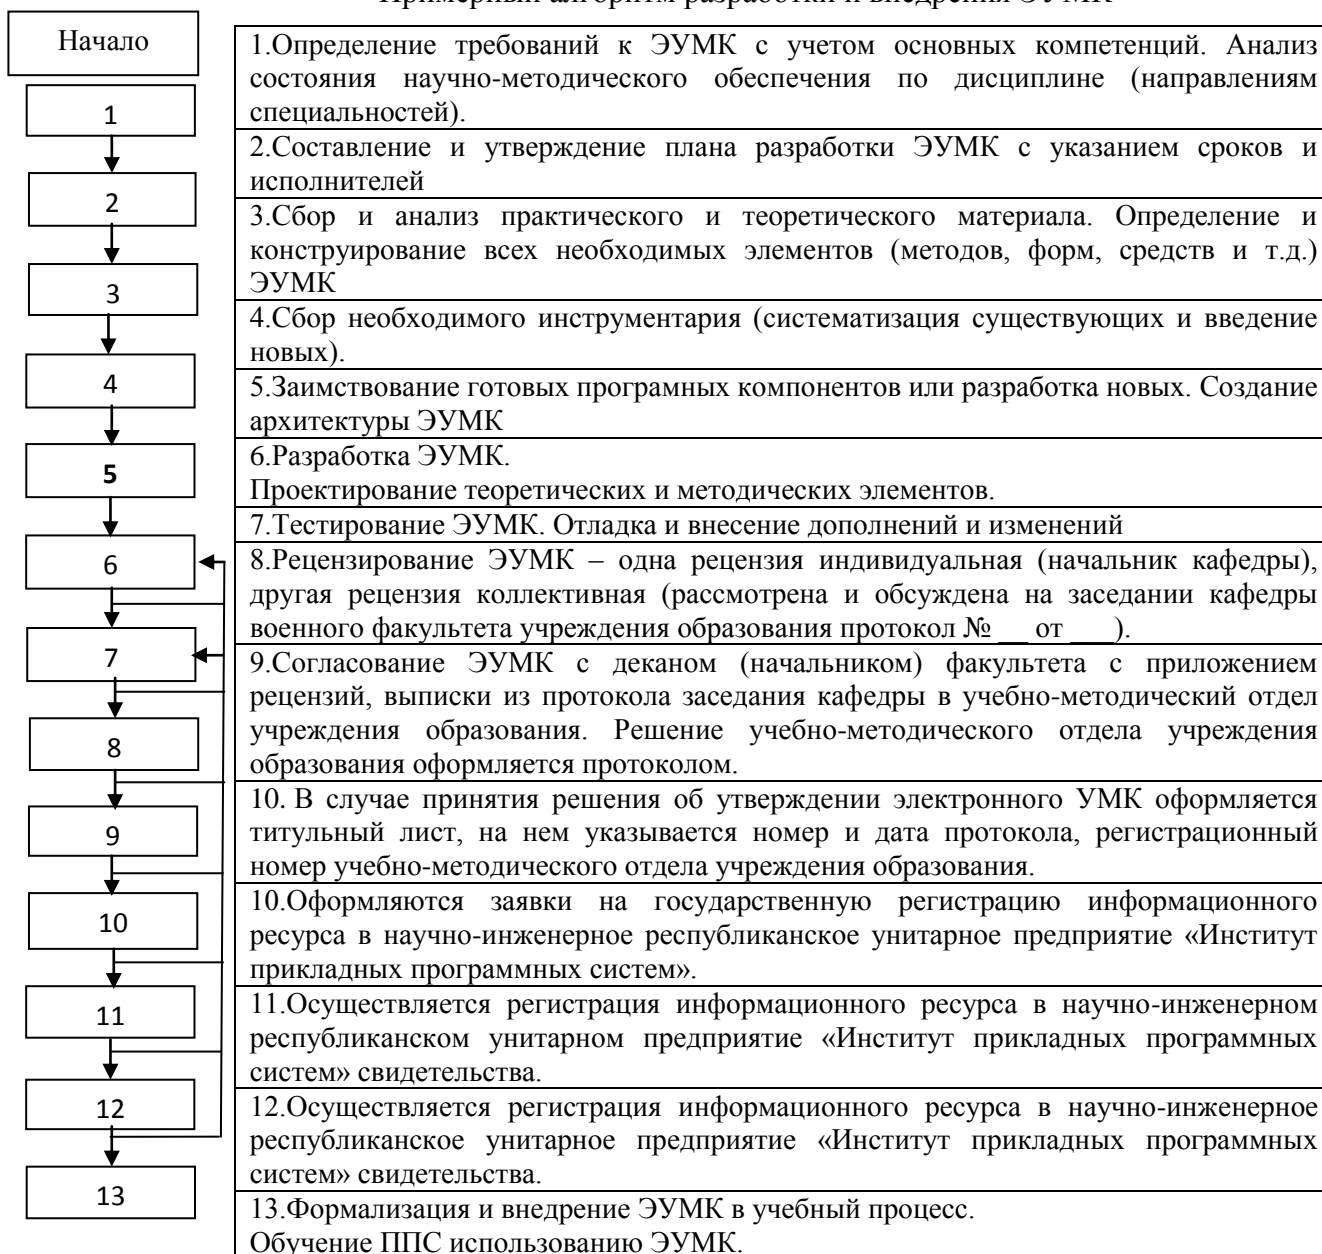 Примерный алгоритм разработки и внедрения ЭУМК
Начало
1
2
3
4
5
6
7
8
9
10
11
12
13
1.Определение требований к ЭУМК с учетом основных компетенций. Анализ
состояния научно-методического обеспечения по дисциплине (направлениям
специальностей).
2.Составление и утверждение плана разработки ЭУМК с указанием сроков и
исполнителей
3.Сбор и анализ практического и теоретического материала. Определение и
конструирование всех необходимых элементов (методов, форм, средств и т.д.)
ЭУМК
4.Сбор необходимого инструментария (систематизация существующих и введение
новых).
5.Заимствование готовых програмных компонентов или разработка новых. Создание
архитектуры ЭУМК
6.Разработка ЭУМК.
Проектирование теоретических и методических элементов.
7.Тестирование ЭУМК. Отладка и внесение дополнений и изменений
8.Рецензирование ЭУМК – одна рецензия индивидуальная (начальник кафедры),
другая рецензия коллективная (рассмотрена и обсуждена на заседании кафедры
военного факультета учреждения образования протокол № __ от ___).
9.Согласование ЭУМК с деканом (начальником) факультета с приложением
рецензий, выписки из протокола заседания кафедры в учебно-методический отдел
учреждения образования. Решение учебно-методического отдела учреждения
образования оформляется протоколом.
10. В случае принятия решения об утверждении электронного УМК оформляется
титульный лист, на нем указывается номер и дата протокола, регистрационный
номер учебно-методического отдела учреждения образования.
10.Оформляются заявки на государственную регистрацию информационного
ресурса в научно-инженерное республиканское унитарное предприятие «Институт
прикладных программных систем».
11.Осуществляется регистрация информационного ресурса в научно-инженерном
республиканском унитарном предприятие «Институт прикладных программных
систем» свидетельства.
12.Осуществляется регистрация информационного ресурса в научно-инженерное
республиканское унитарное предприятие «Институт прикладных программных
систем» свидетельства.
13.Формализация и внедрение ЭУМК в учебный процесс.
Обучение ППС использованию ЭУМК.